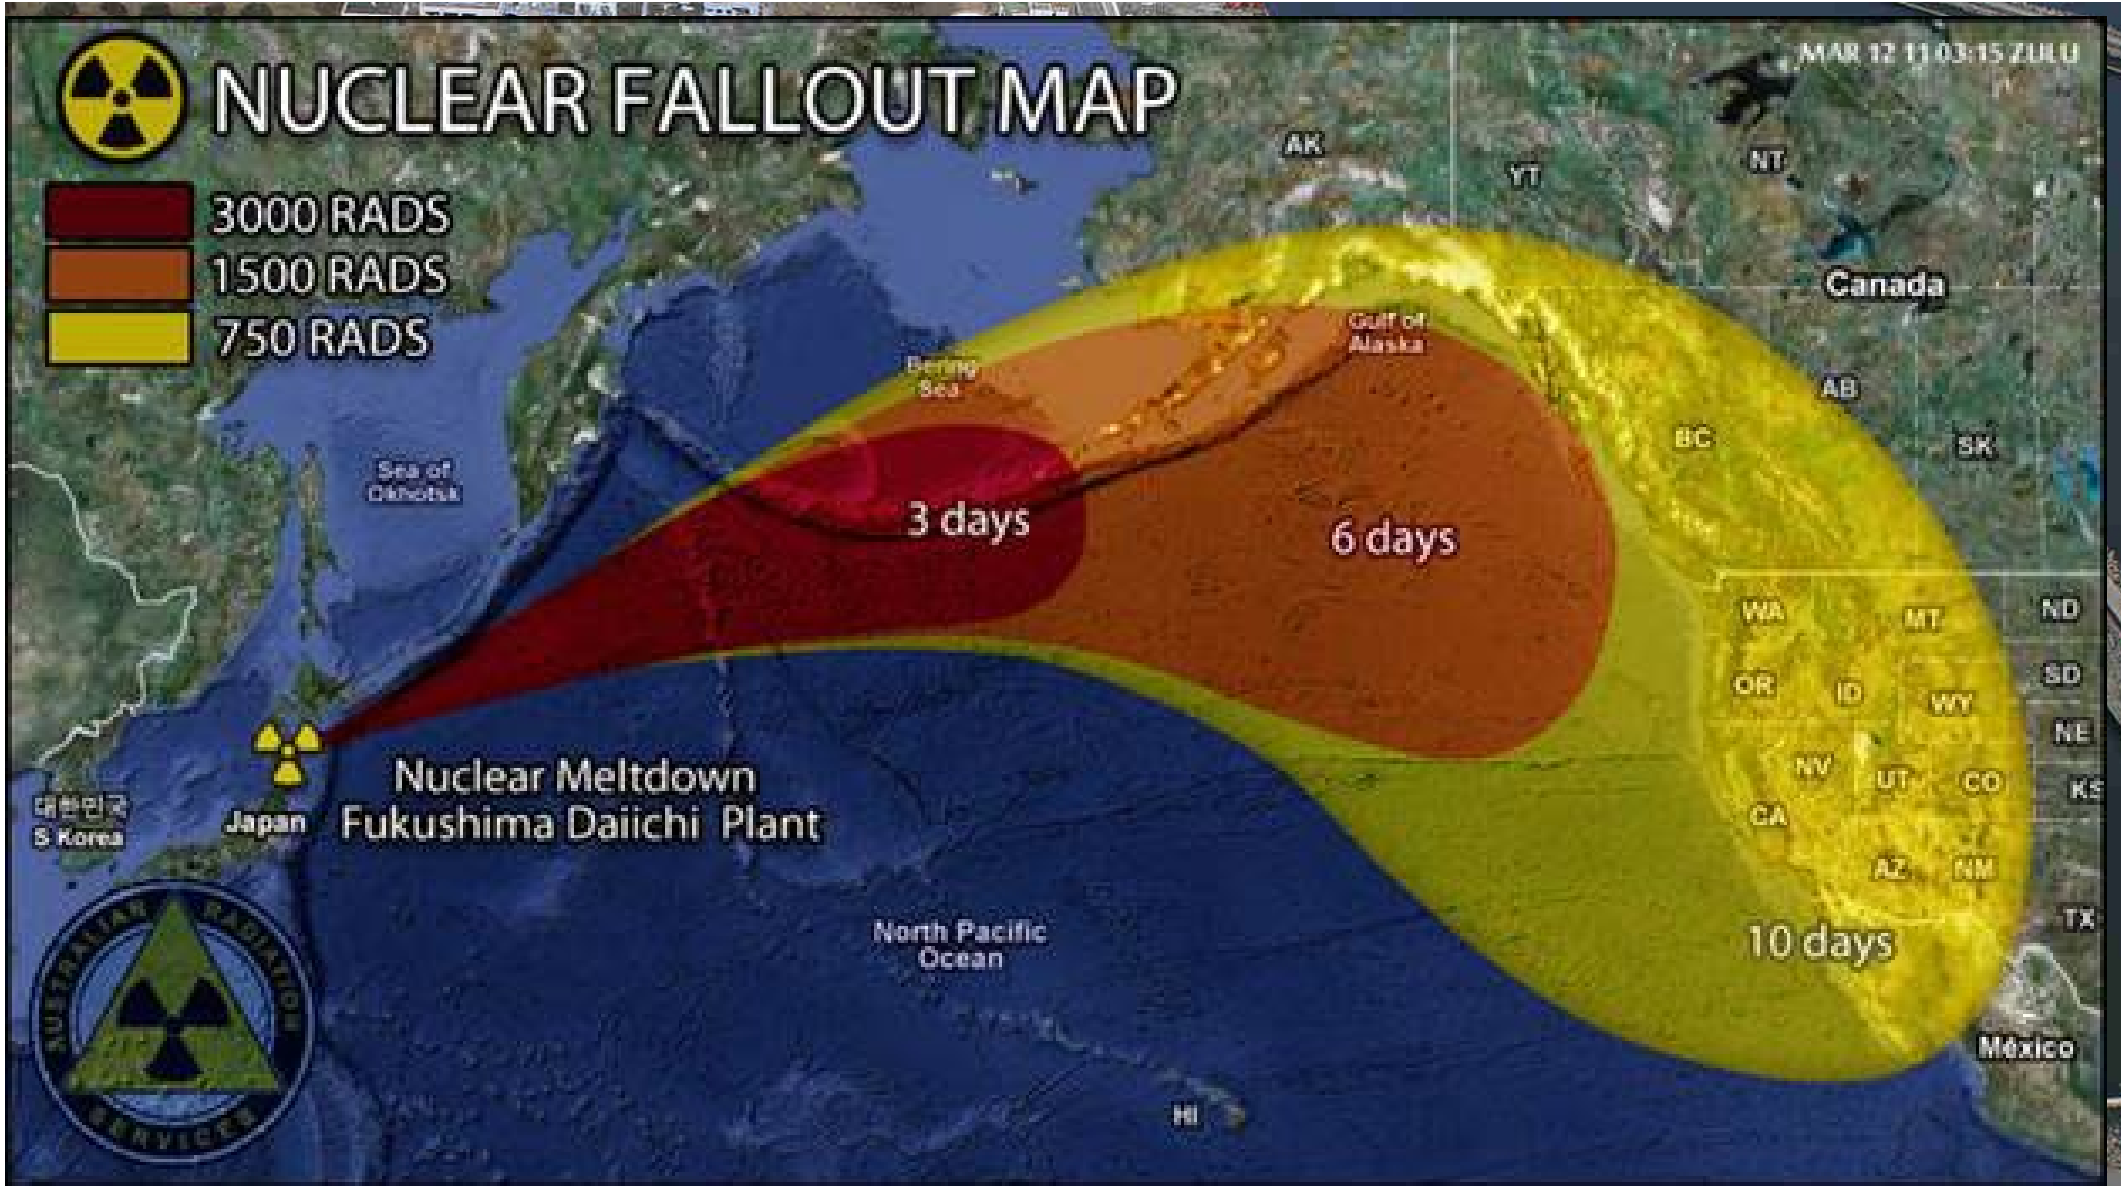 NUCLEAR FALLOUT MAP
MAR 12 11 03:15 ZULU
3000 RADS
1500 RADS
750 RADS
AK
YT
NT
Canada
Gulf of
Alaska
Bering
Sea
AB
BC
SK
Sea of
Okhotsk
3 days
6 days
WA
MT
ND
OR
ID
WY
SD
NE
NV
UT
CO
KS
CA
AZ
NM
TX
Nuclear Meltdown
Fukushima Daiichi Plant
대한민국
S Korea
Japan
North Pacific
Ocean
10 days
México
HI
AUSTRALIAN RADIATION
SERVICES